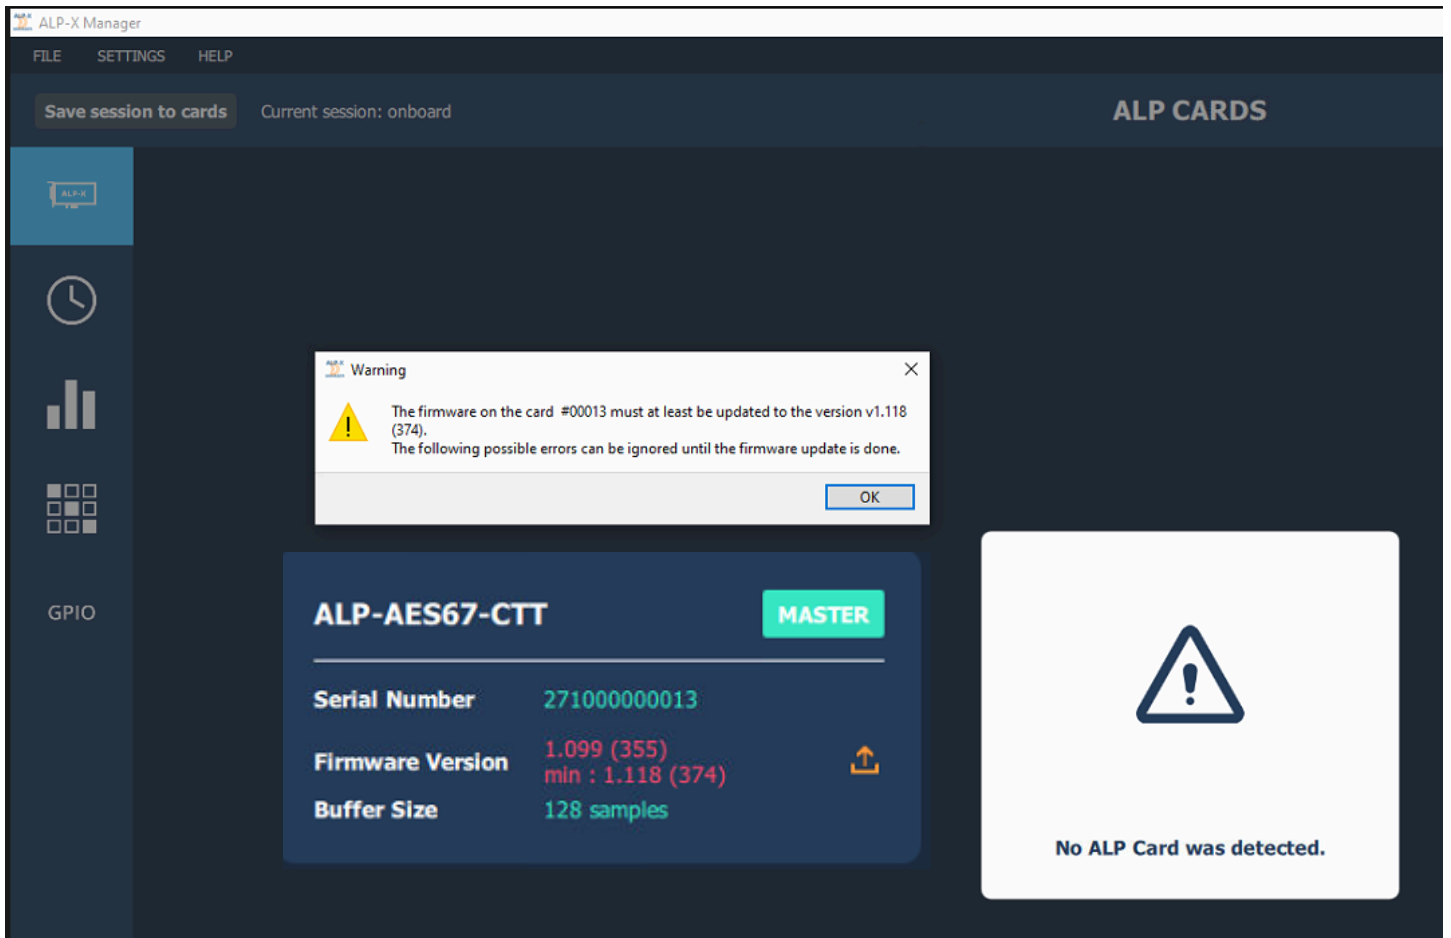 ALP-X Manager
FILE SETTINGS HELP
Save session to cards Current session: onboard ALP CARDS
ALP-X
GPIO
Warning
The firmware on the card #00013 must at least be updated to the version v1.118
(374).
The following possible errors can be ignored until the firmware update is done.
OK
ALP-AES67-CTT MASTER
Serial Number 271000000013
Firmware Version 1.099 (355)
min : 1.118 (374)
Buffer Size 128 samples
No ALP Card was detected.